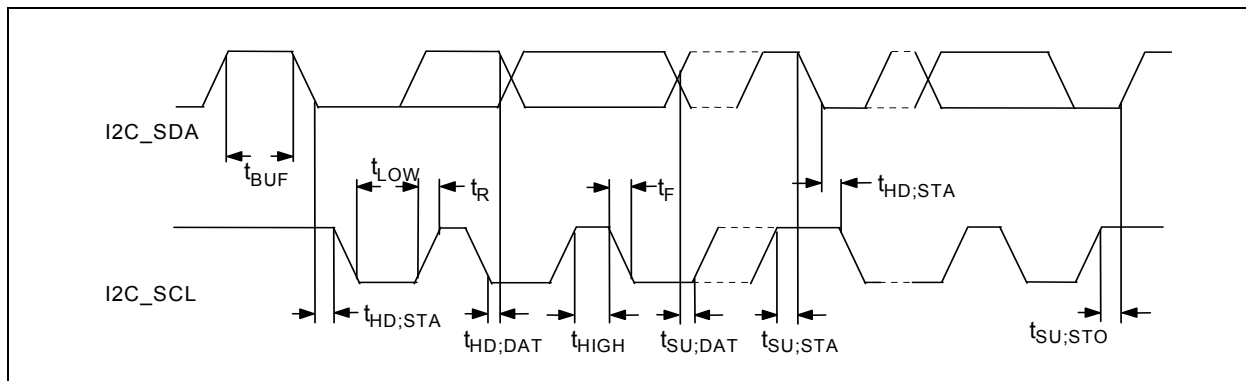 I2C_SDA
tBUF
tLOW
tR
tF
tHD;STA
I2C_SCL
tHD;STA
tHD;DAT
tHIGH
tSU;DAT
tSU;STA
tSU;STO